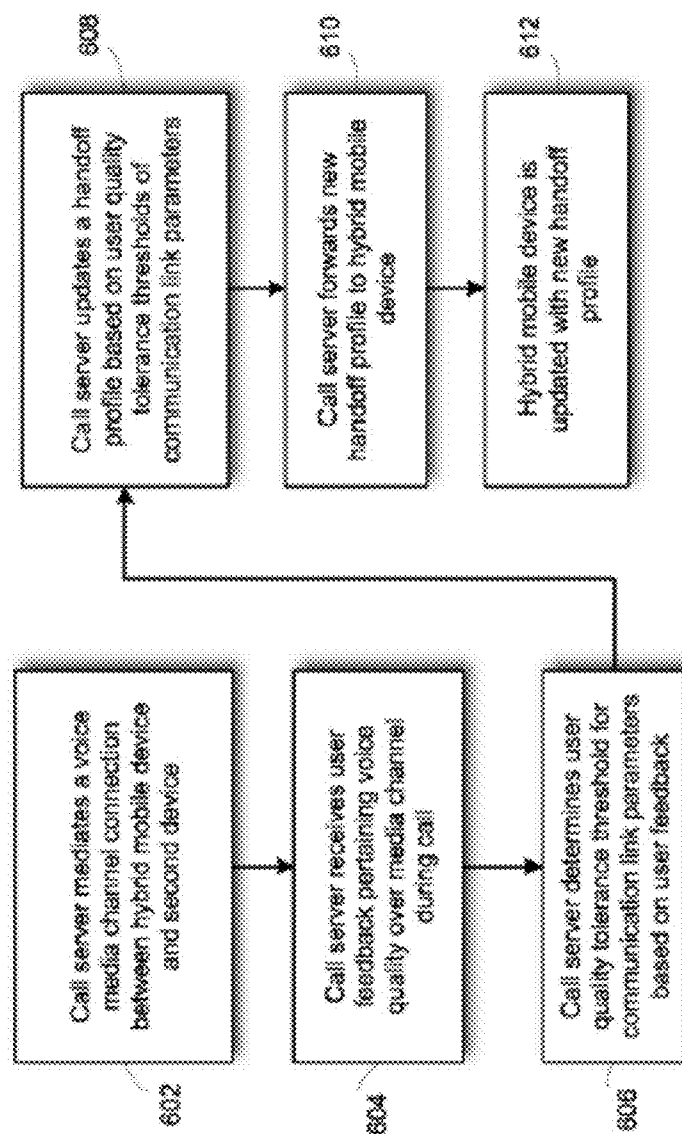 602
Call server mediates a voice
media channel connection
between hybrid mobile device
and second device
604
Call server receives user
feedback pertaining voice
quality over media channel
during call
606
Call server determines user
quality tolerance threshold for
communication link parameters
based on user feedback
608
Call server updates a handoff
profile based on user quality
tolerance thresholds of
communication link parameters
610
Call server forwards new
handoff profile to hybrid mobile
device
612
Hybrid mobile device is
updated with new handoff
profile